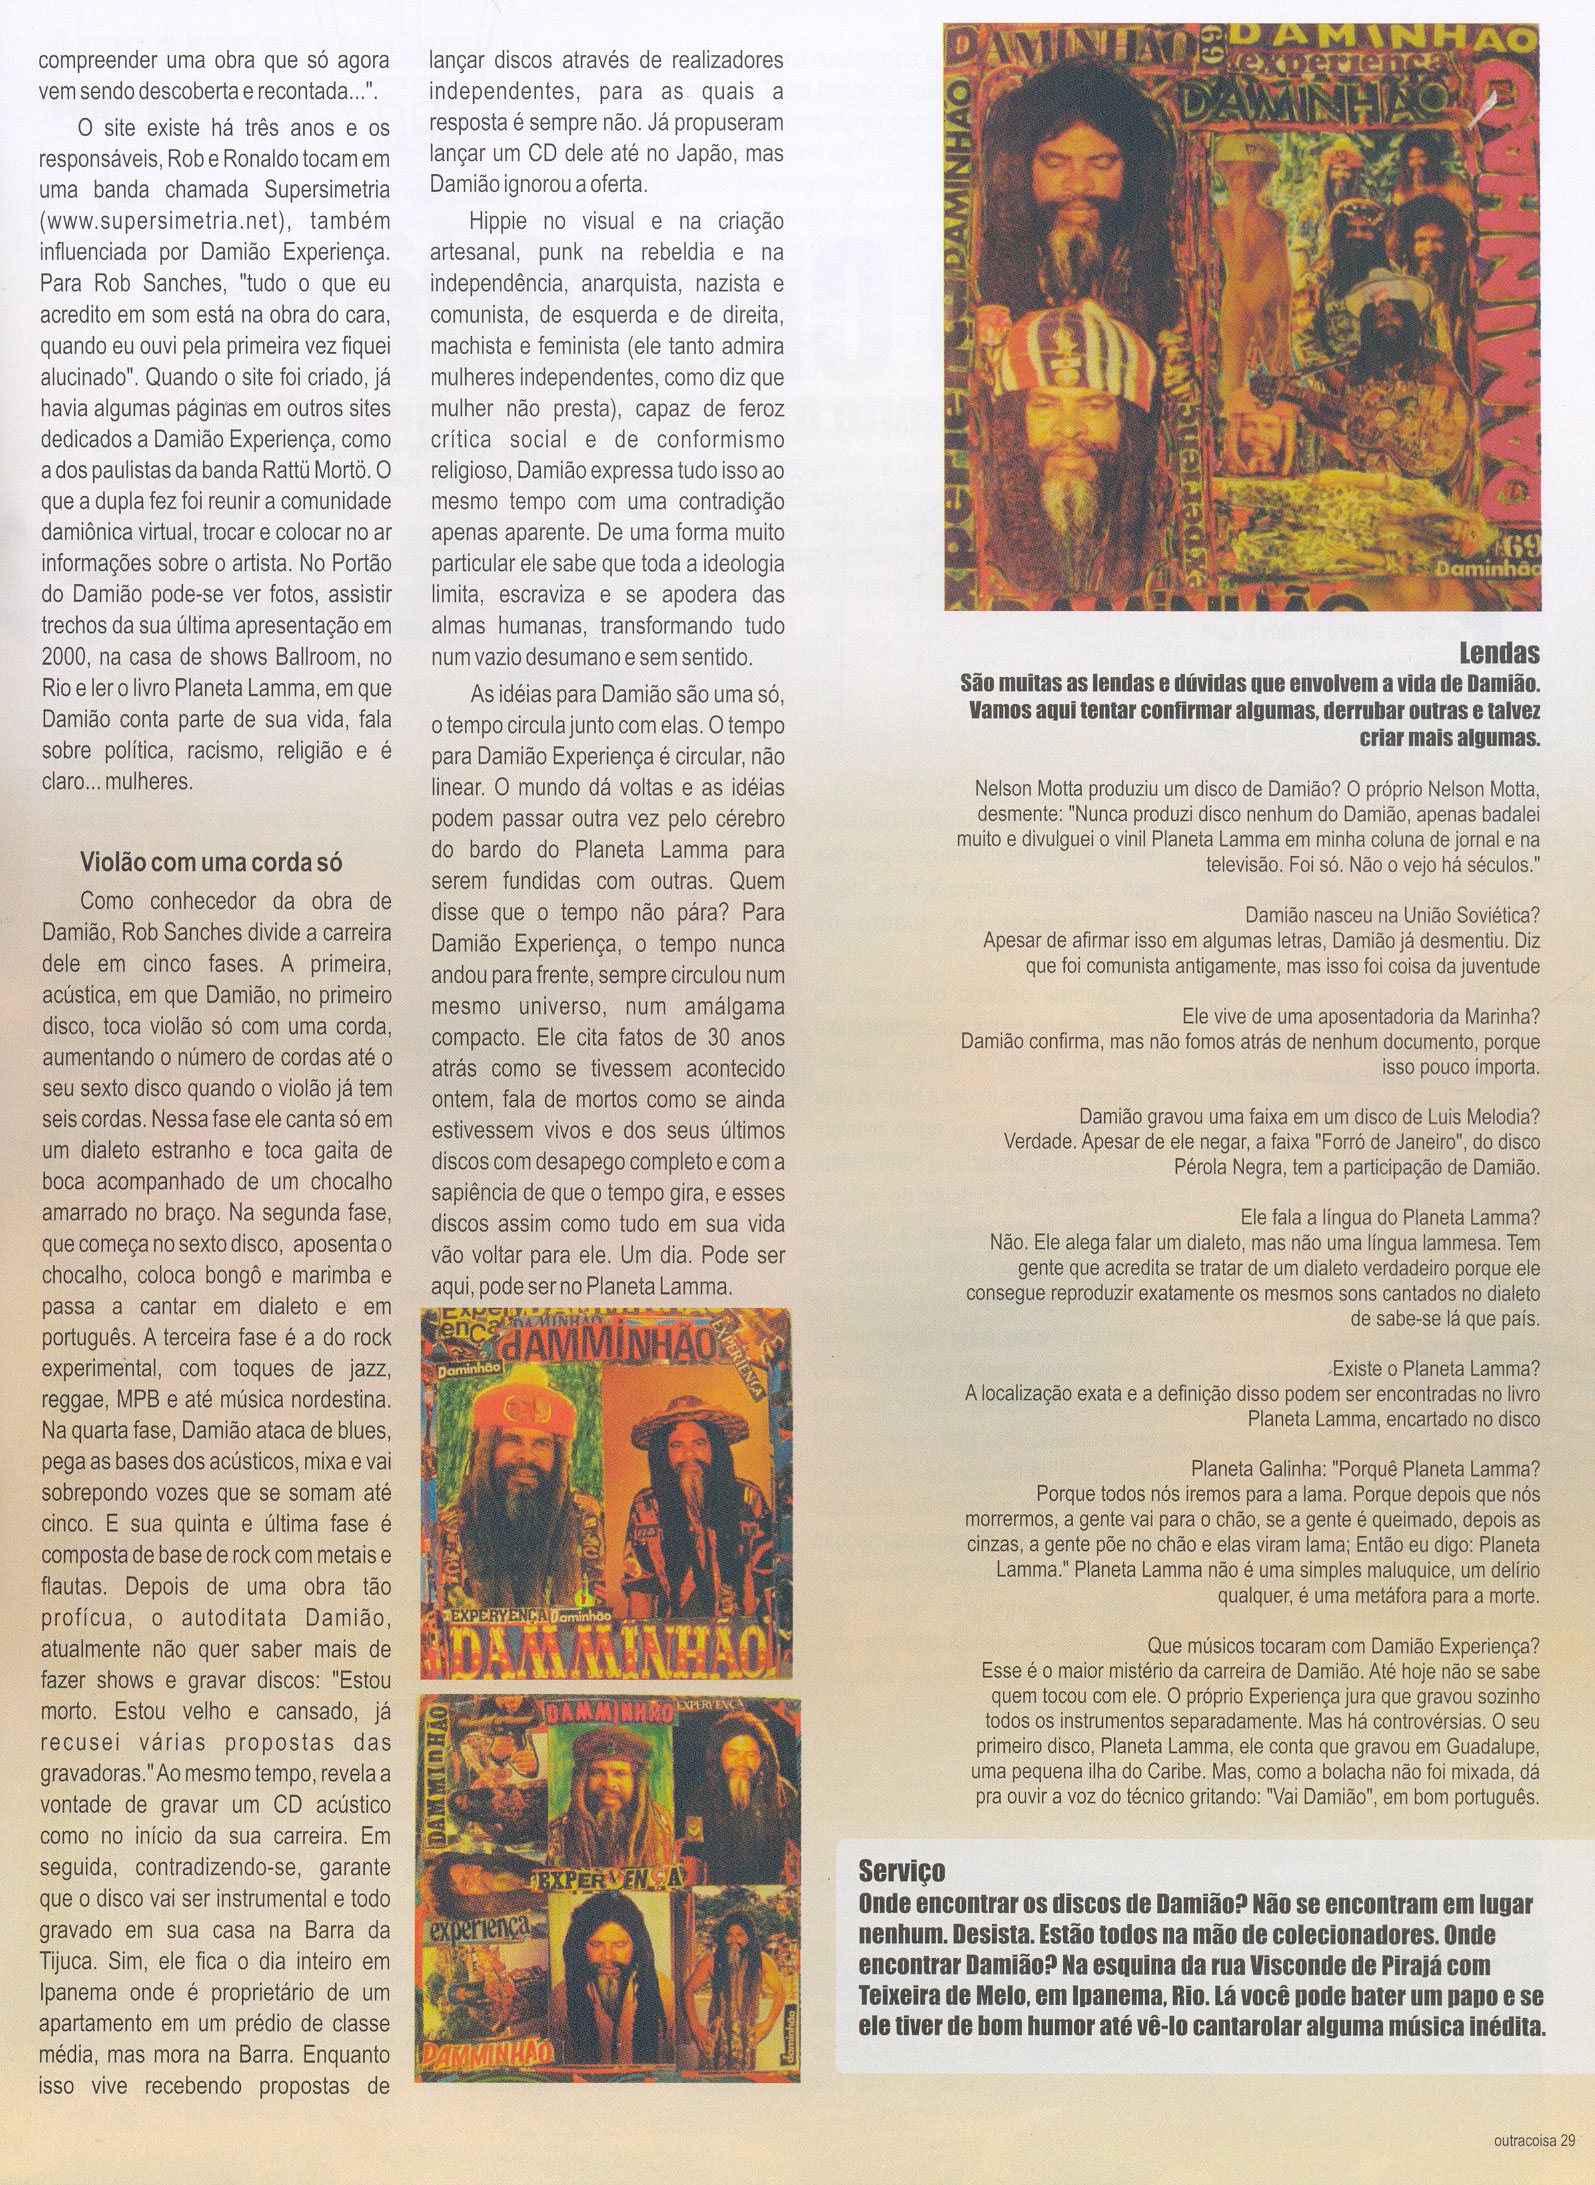 compreender uma obra que só agora
vem sendo descoberta e recontada...".
O site existe há três anos e os
responsáveis, Rob e Ronaldo tocam em
uma banda chamada Supersimetria
(www.supersimetria.net), também
influenciada por Damião Experiença.
Para Rob Sanches, "tudo o que eu
acredito em som está na obra do cara,
quando eu ouvi pela primeira vez fiquei
alucinado". Quando o site foi criado, já
havia algumas páginas em outros sites
dedicados a Damião Experiença, como
a dos paulistas da banda Rattü Mortö. O
que a dupla fez foi reunir a comunidade
damiônica virtual, trocar e colocar no ar
informações sobre o artista. No Portão
do Damião pode-se ver fotos, assistir
trechos da sua última apresentação em
2000, na casa de shows Ballroom, no
Rio e ler o livro Planeta Lamma, em que
Damião conta parte de sua vida, fala
sobre política, racismo, religião e é
claro... mulheres.
Violão com uma corda só
Como conhecedor da obra de
Damião, Rob Sanches divide a carreira
dele em cinco fases. A primeira,
acústica, em que Damião, no primeiro
disco, toca violão só com uma corda,
aumentando o número de cordas até o
seu sexto disco quando o violão já tem
seis cordas. Nessa fase ele canta só em
um dialeto estranho e toca gaita de
boca acompanhado de um chocalho
amarrado no braço. Na segunda fase,
que começa no sexto disco, aposenta o
chocalho, coloca bongô e marimba e
passa a cantar em dialeto e em
português. A terceira fase é a do rock
experimental, com toques de jazz,
reggae, MPB e até música nordestina.
Na quarta fase, Damião ataca de blues,
pega as bases dos acústicos, mixa e vai
sobrepondo vozes que se somam até
cinco. E sua quinta e última fase é
composta de base de rock com metais e
flautas. Depois de uma obra tão
profícua, o autoditata Damião,
atualmente não quer saber mais de
fazer shows e gravar discos: "Estou
morto. Estou velho e cansado, já
recusei várias propostas das
gravadoras." Ao mesmo tempo, revela a
vontade de gravar um CD acústico
como no início da sua carreira. Em
seguida, contradizendo-se, garante
que o disco vai ser instrumental e todo
gravado em sua casa na Barra da
Tijuca. Sim, ele fica o dia inteiro em
Ipanema onde é proprietário de um
apartamento em um prédio de classe
média, mas mora na Barra. Enquanto
isso vive recebendo propostas de
lançar discos através de realizadores
independentes, para as quais a
resposta é sempre não. Já propuseram
lançar um CD dele até no Japão, mas
Damião ignorou a oferta.
Hippie no visual e na criação
artesanal, punk na rebeldia e na
independência, anarquista, nazista e
comunista, de esquerda e de direita,
machista e feminista (ele tanto admira
mulheres independentes, como diz que
mulher não presta), capaz de feroz
crítica social e de conformismo
religioso, Damião expressa tudo isso ao
mesmo tempo com uma contradição
apenas aparente. De uma forma muito
particular ele sabe que toda a ideologia
limita, escraviza e se apodera das
almas humanas, transformando tudo
num vazio desumano e sem sentido.
As idéias para Damião são uma só,
o tempo circula junto com elas. O tempo
para Damião Experiença é circular, não
linear. O mundo dá voltas e as idéias
podem passar outra vez pelo cérebro
do bardo do Planeta Lamma para
serem fundidas com outras. Quem
disse que o tempo não pára? Para
Damião Experiença, o tempo nunca
andou para frente, sempre circulou num
mesmo universo, num amálgama
compacto. Ele cita fatos de 30 anos
atrás como se tivessem acontecido
ontem, fala de mortos como se ainda
estivessem vivos e dos seus últimos
discos com desapego completo e com a
sapiência de que o tempo gira, e esses
discos assim como tudo em sua vida
vão voltar para ele. Um dia. Pode ser
aqui, pode ser no Planeta Lamma.
Expery DAMMINHÃO
ença DAMINHÃO
dAMMiNHÃO
EXPERIENÇA
Daminhão
EXPERYENÇA Daminhão
DAMMINHÃO
DAMMINHÃO
DAMMINHÃO EXPERYENÇA
EXPERYENÇA
experiença
DAMMINHÃO
daminhão
DAMINHÃO 69 DAMINHAO
experiença
DAMINHÃO
DAMINHAO
DAMINHÃO
experiença
experiença
69
Daminhão
DAMINHÃO
Lendas
São muitas as lendas e dúvidas que envolvem a vida de Damião.
Vamos aqui tentar confirmar algumas, derrubar outras e talvez
criar mais algumas.
Nelson Motta produziu um disco de Damião? O próprio Nelson Motta,
desmente: "Nunca produzi disco nenhum do Damião, apenas badalei
muito e divulguei o vinil Planeta Lamma em minha coluna de jornal e na
televisão. Foi só. Não o vejo há séculos."
Damião nasceu na União Soviética?
Apesar de afirmar isso em algumas letras, Damião já desmentiu. Diz
que foi comunista antigamente, mas isso foi coisa da juventude
Ele vive de uma aposentadoria da Marinha?
Damião confirma, mas não fomos atrás de nenhum documento, porque
isso pouco importa.
Damião gravou uma faixa em um disco de Luis Melodia?
Verdade. Apesar de ele negar, a faixa "Forró de Janeiro", do disco
Pérola Negra, tem a participação de Damião.
Ele fala a língua do Planeta Lamma?
Não. Ele alega falar um dialeto, mas não uma língua lammesa. Tem
gente que acredita se tratar de um dialeto verdadeiro porque ele
consegue reproduzir exatamente os mesmos sons cantados no dialeto
de sabe-se lá que país.
Existe o Planeta Lamma?
A localização exata e a definição disso podem ser encontradas no livro
Planeta Lamma, encartado no disco
Planeta Galinha: "Porquê Planeta Lamma?
Porque todos nós iremos para a lama. Porque depois que nós
morrermos, a gente vai para o chão, se a gente é queimado, depois as
cinzas, a gente põe no chão e elas viram lama; Então eu digo: Planeta
Lamma." Planeta Lamma não é uma simples maluquice, um delírio
qualquer, é uma metáfora para a morte.
Que músicos tocaram com Damião Experiença?
Esse é o maior mistério da carreira de Damião. Até hoje não se sabe
quem tocou com ele. O próprio Experiença jura que gravou sozinho
todos os instrumentos separadamente. Mas há controvérsias. O seu
primeiro disco, Planeta Lamma, ele conta que gravou em Guadalupe,
uma pequena ilha do Caribe. Mas, como a bolacha não foi mixada, dá
pra ouvir a voz do técnico gritando: "Vai Damião", em bom português.
Serviço
Onde encontrar os discos de Damião? Não se encontram em lugar
nenhum. Desista. Estão todos na mão de colecionadores. Onde
encontrar Damião? Na esquina da rua Visconde de Pirajá com
Teixeira de Melo, em Ipanema, Rio. Lá você pode bater um papo e se
ele tiver de bom humor até vê-lo cantarolar alguma música inédita.
outracoisa 29